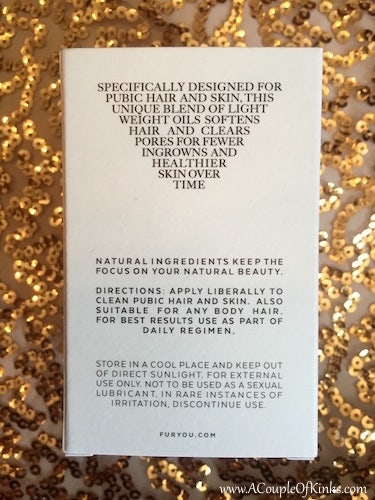 SPECIFICALLY DESIGNED FOR
PUBIC HAIR AND SKIN, THIS
UNIQUE BLEND OF LIGHT
WEIGHT OILS SOFTENS
HAIR AND CLEARS
PORES FOR FEWER
INGROWNS AND
HEALTHIER
SKIN OVER
TIME
NATURAL INGREDIENTS KEEP THE
FOCUS ON YOUR NATURAL BEAUTY.
DIRECTIONS: APPLY LIBERALLY TO
CLEAN PUBIC HAIR AND SKIN. ALSO
SUITABLE FOR ANY BODY HAIR.
FOR BEST RESULTS USE AS PART OF
DAILY REGIMEN.
STORE IN A COOL PLACE AND KEEP OUT
OF DIRECT SUNLIGHT. FOR EXTERNAL
USE ONLY. NOT TO BE USED AS A SEXUAL
LUBRICANT. IN RARE INSTANCES OF
IRRITATION, DISCONTINUE USE.
FURYOU.COM
www.ACoupleOfKinks.com